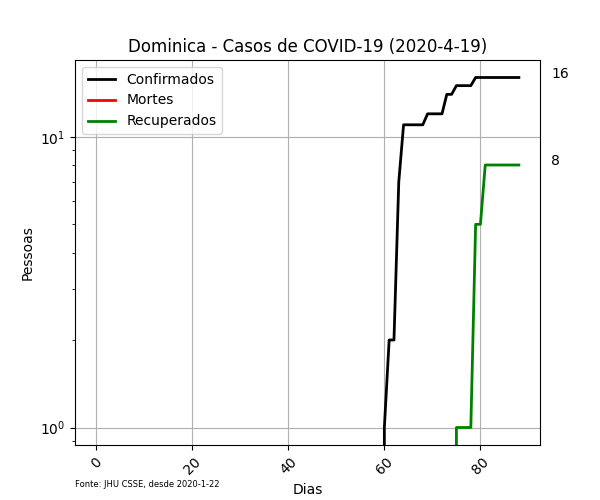 Dominica - Casos de COVID-19 (2020-4-19)
Confirmados
Mortes
Recuperados
16
8
10¹
10⁰
Pessoas
0
20
40
60
80
Dias
Fonte: JHU CSSE, desde 2020-1-22